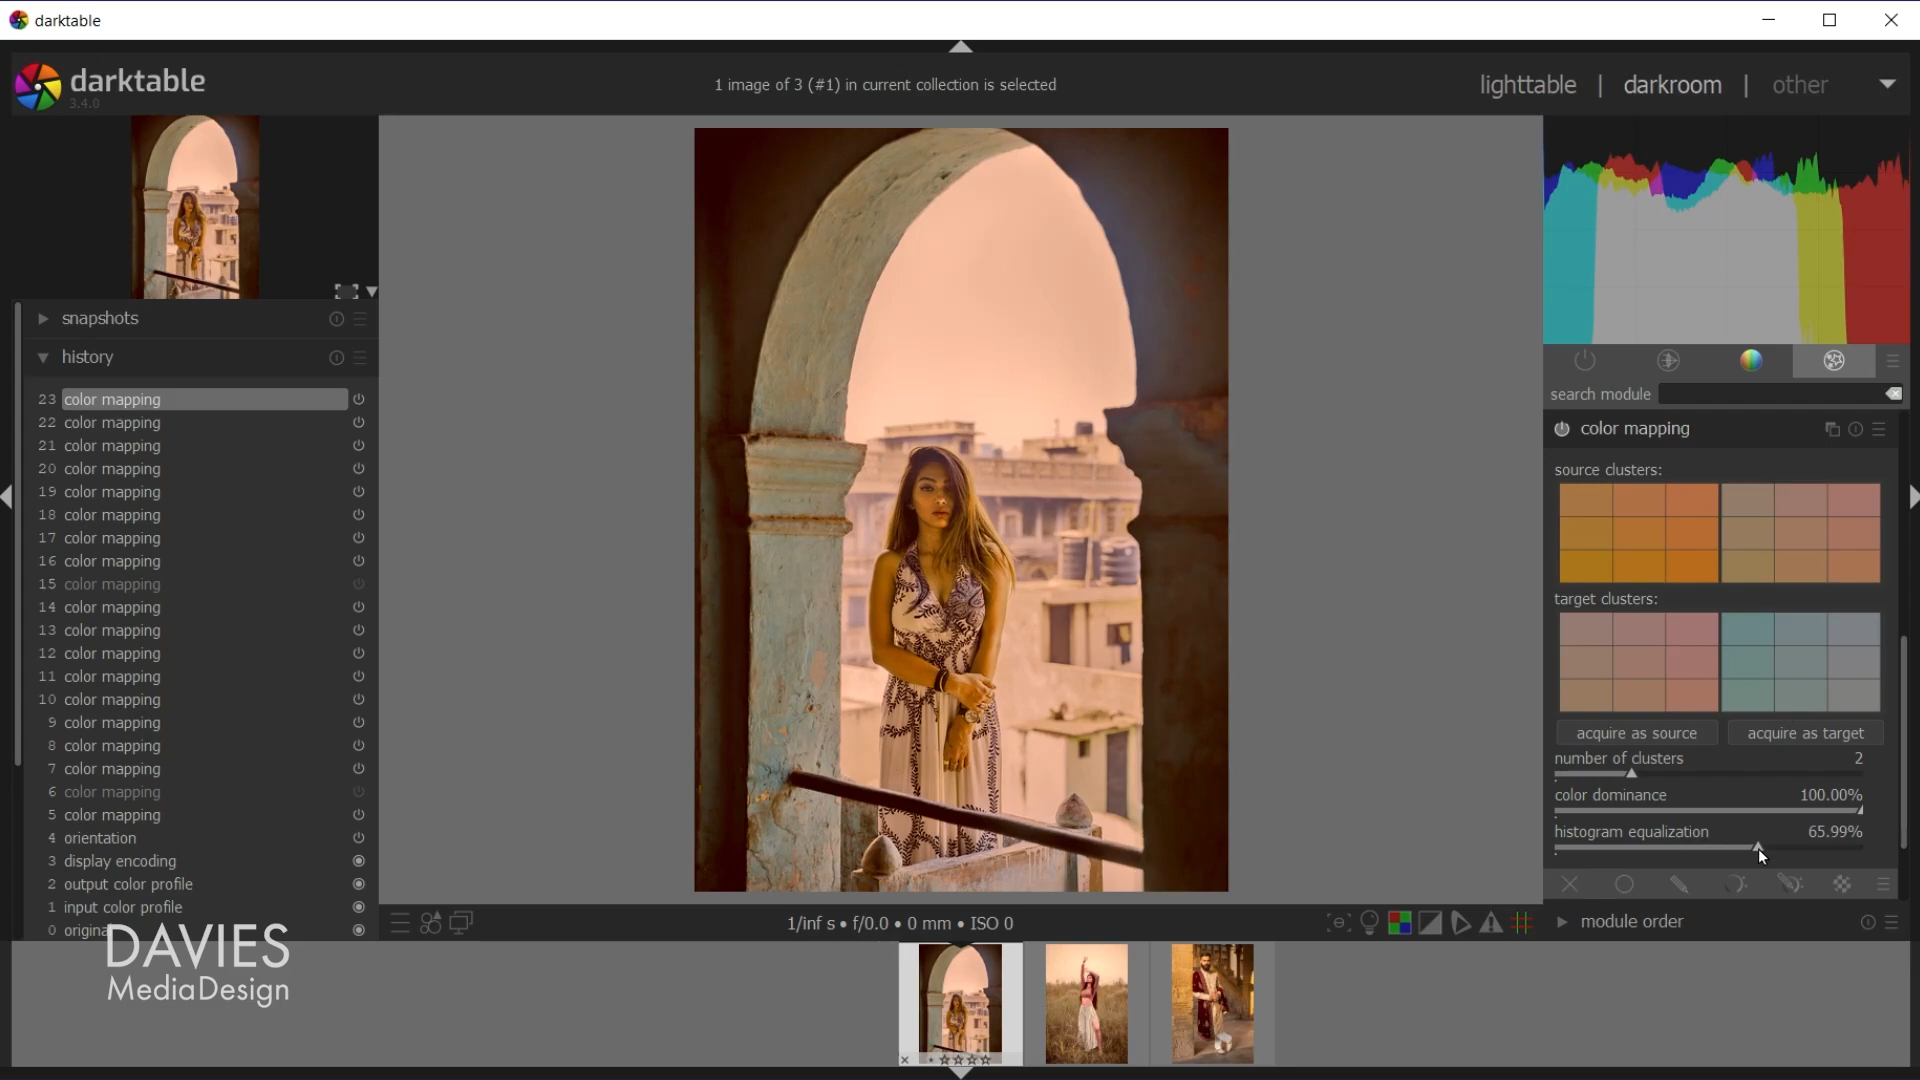 darktable
darktable
3.4.0
1 image of 3 (#1) in current collection is selected
lighttable | darkroom | other
snapshots
history
23 color mapping
22 color mapping
21 color mapping
20 color mapping
19 color mapping
18 color mapping
17 color mapping
16 color mapping
15 color mapping
14 color mapping
13 color mapping
12 color mapping
11 color mapping
10 color mapping
9 color mapping
8 color mapping
7 color mapping
6 color mapping
5 color mapping
4 orientation
3 display encoding
2 output color profile
1 input color profile
0 origina
DAVIES
MediaDesign
1/inf s • f/0.0 • 0 mm • ISO 0
search module
color mapping
source clusters:
target clusters:
acquire as source
acquire as target
number of clusters 2
color dominance 100.00%
histogram equalization 65.99%
module order